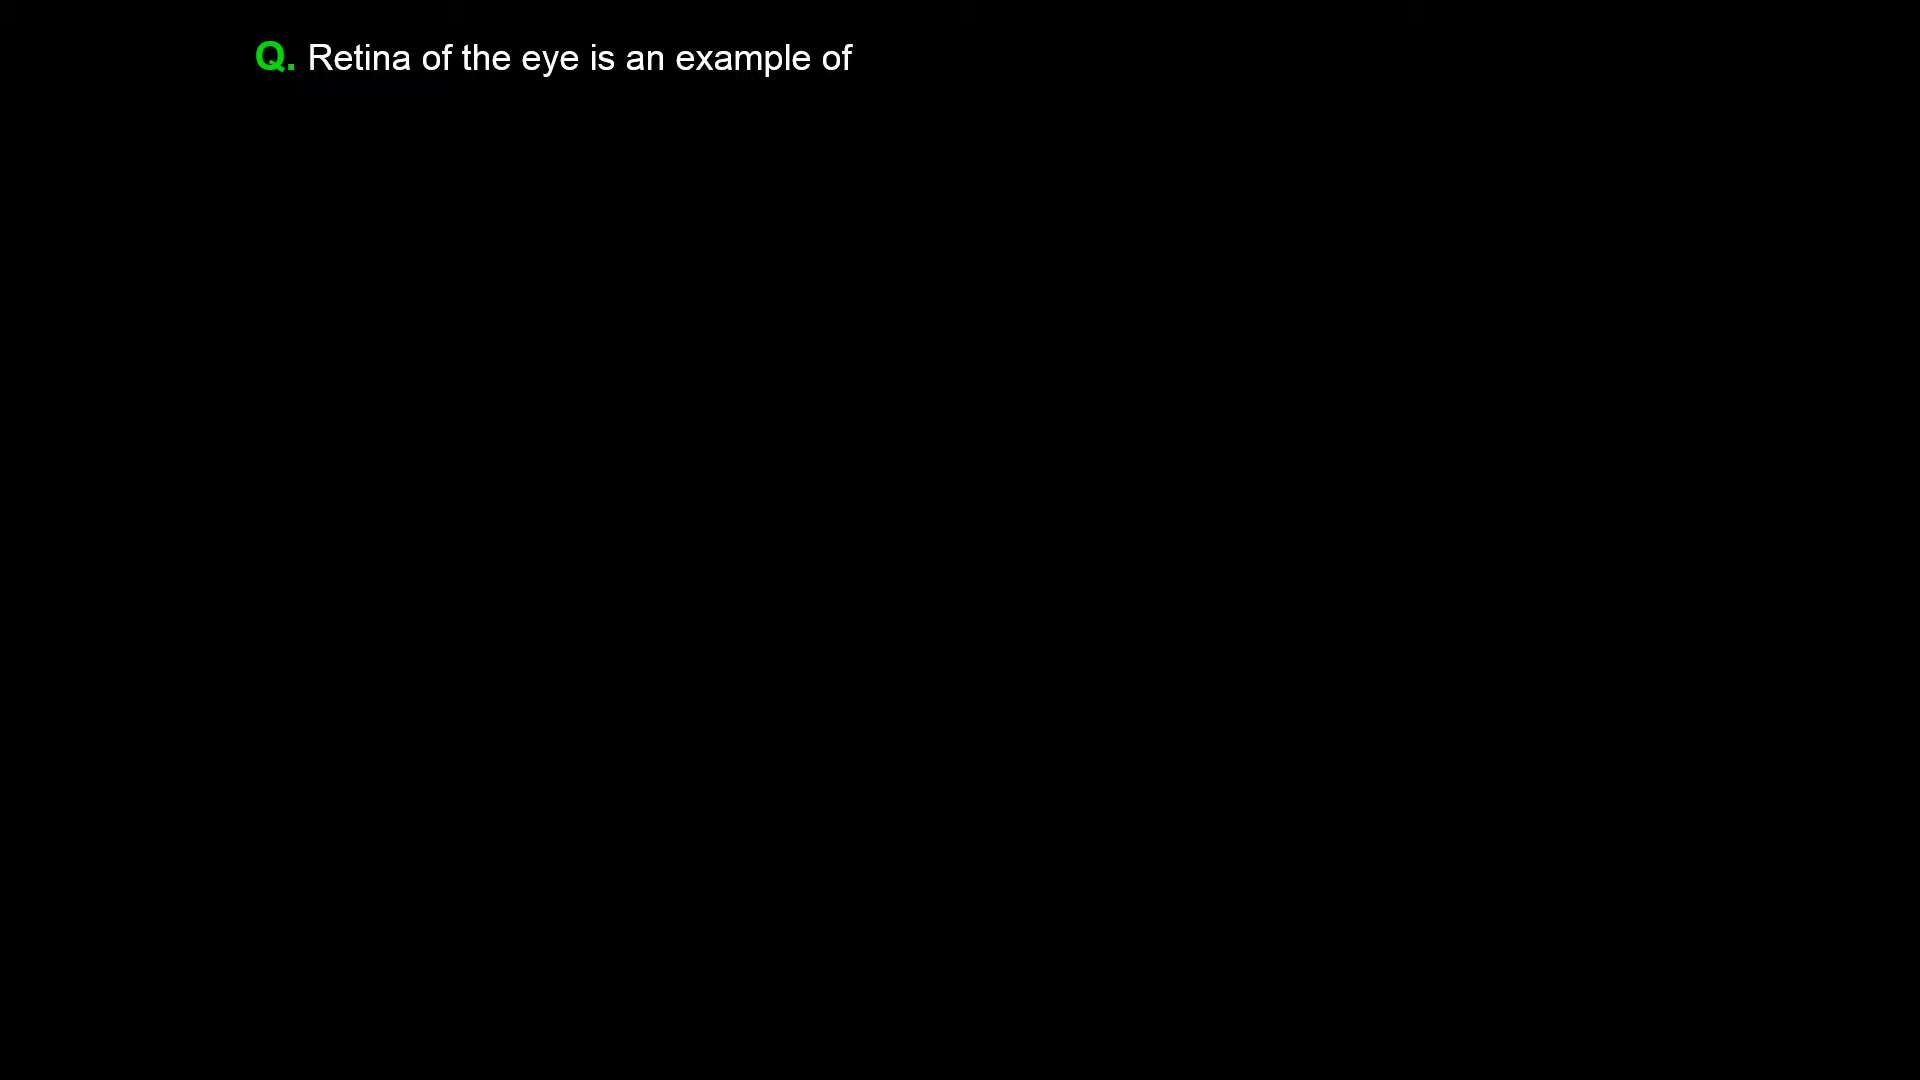 Q. Retina of the eye is an example of